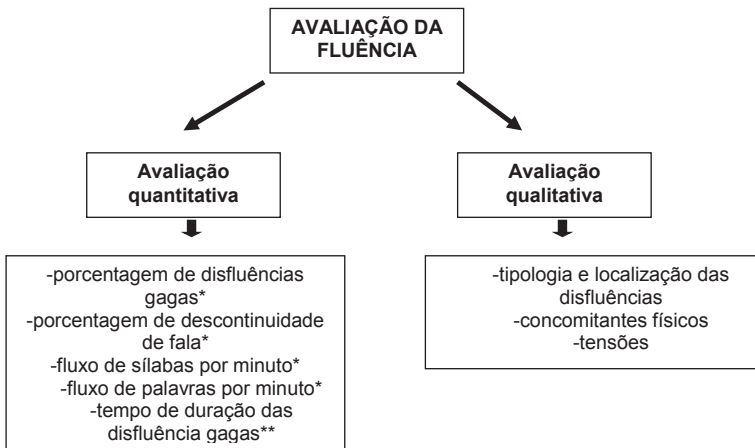 AVALIAÇÃO DA
FLUÊNCIA
Avaliação
quantitativa
Avaliação
qualitativa
-porcentagem de disfluências
gagas*
-porcentagem de descontinuidade
de fala*
-fluxo de sílabas por minuto*
-fluxo de palavras por minuto*
-tempo de duração das
disfluência gagas**
-tipologia e localização das
disfluências
-concomitantes físicos
-tensões